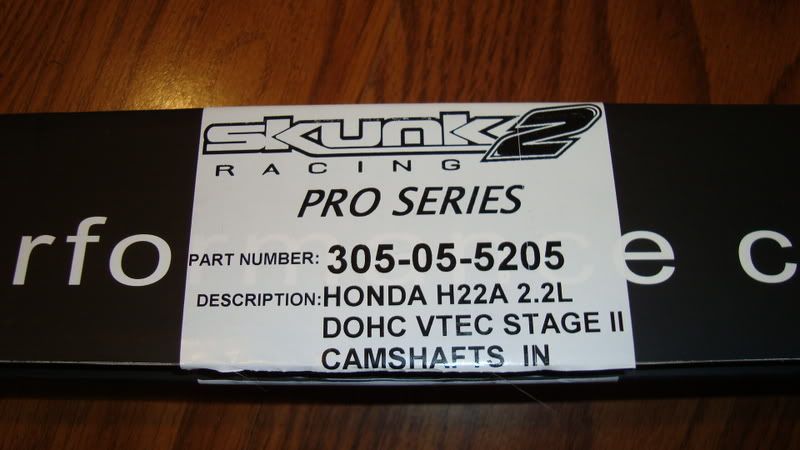 skunk2
RACING
PRO SERIES
rfo e c
PART NUMBER: 305-05-5205
DESCRIPTION: HONDA H22A 2.2L
DOHC VTEC STAGE II
CAMSHAFTS IN